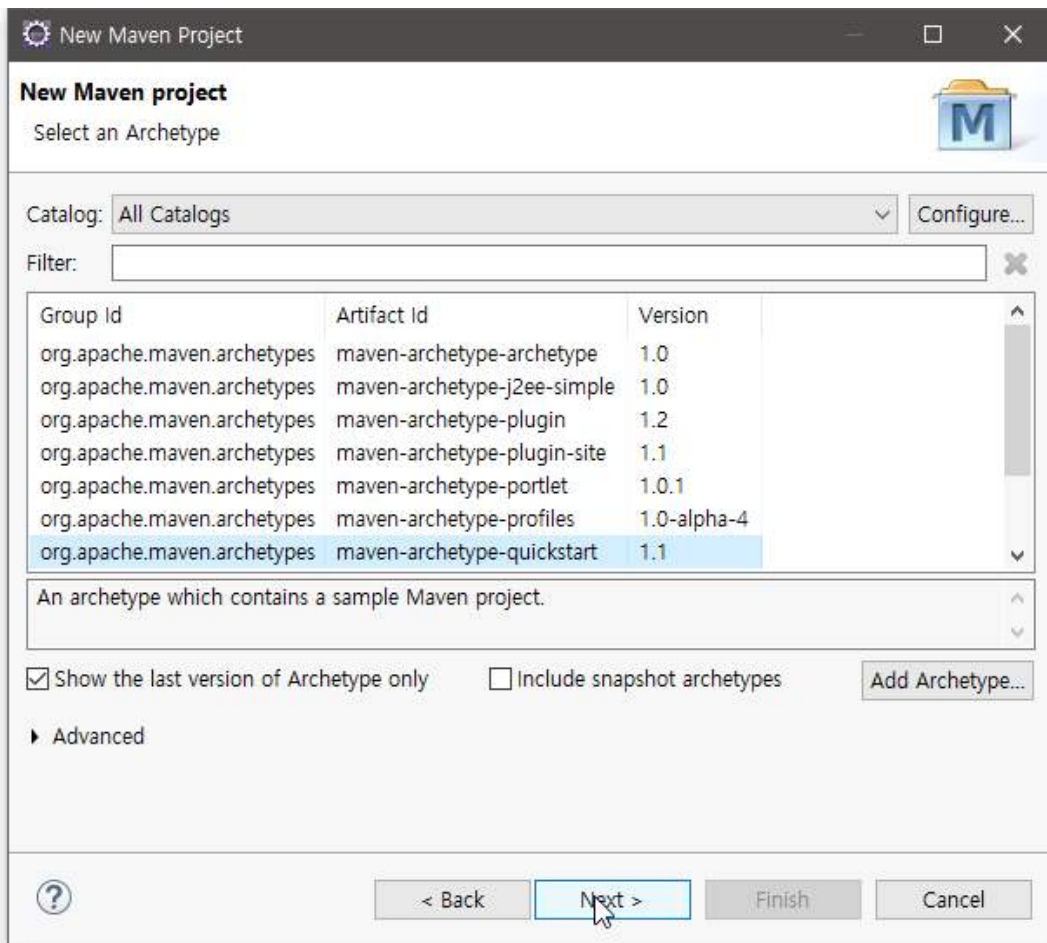 New Maven Project
New Maven project
Select an Archetype
M
Catalog: All Catalogs Configure...
Filter:
Group Id Artifact Id Version
org.apache.maven.archetypes maven-archetype-archetype 1.0
org.apache.maven.archetypes maven-archetype-j2ee-simple 1.0
org.apache.maven.archetypes maven-archetype-plugin 1.2
org.apache.maven.archetypes maven-archetype-plugin-site 1.1
org.apache.maven.archetypes maven-archetype-portlet 1.0.1
org.apache.maven.archetypes maven-archetype-profiles 1.0-alpha-4
org.apache.maven.archetypes maven-archetype-quickstart 1.1
An archetype which contains a sample Maven project.
Show the last version of Archetype only Include snapshot archetypes Add Archetype...
Advanced
? < Back Next > Finish Cancel